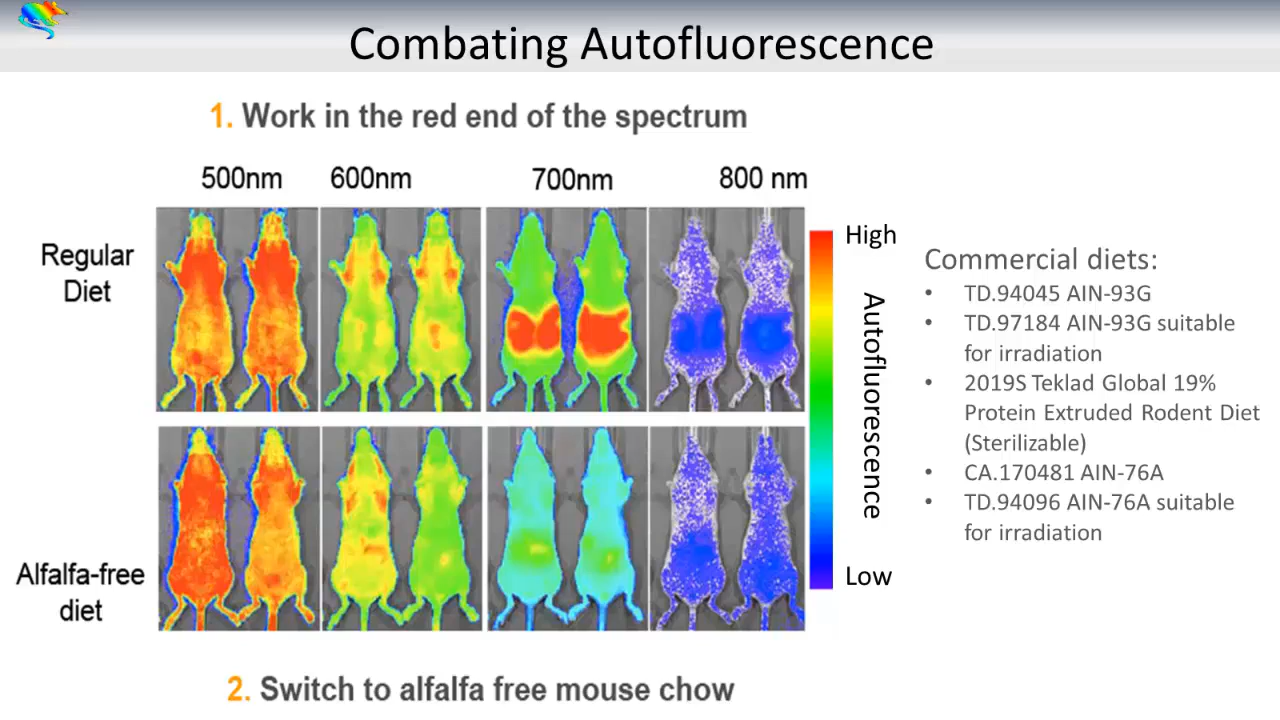 Combating Autofluorescence
1. Work in the red end of the spectrum
500nm 600nm 700nm 800 nm
Regular
Diet
High
Autofluorescence
Low
Alfalfa-free
diet
Commercial diets:
• TD.94045 AIN-93G
• TD.97184 AIN-93G suitable
for irradiation
• 2019S Teklad Global 19%
Protein Extruded Rodent Diet
(Sterilizable)
• CA.170481 AIN-76A
• TD.94096 AIN-76A suitable
for irradiation
2. Switch to alfalfa free mouse chow